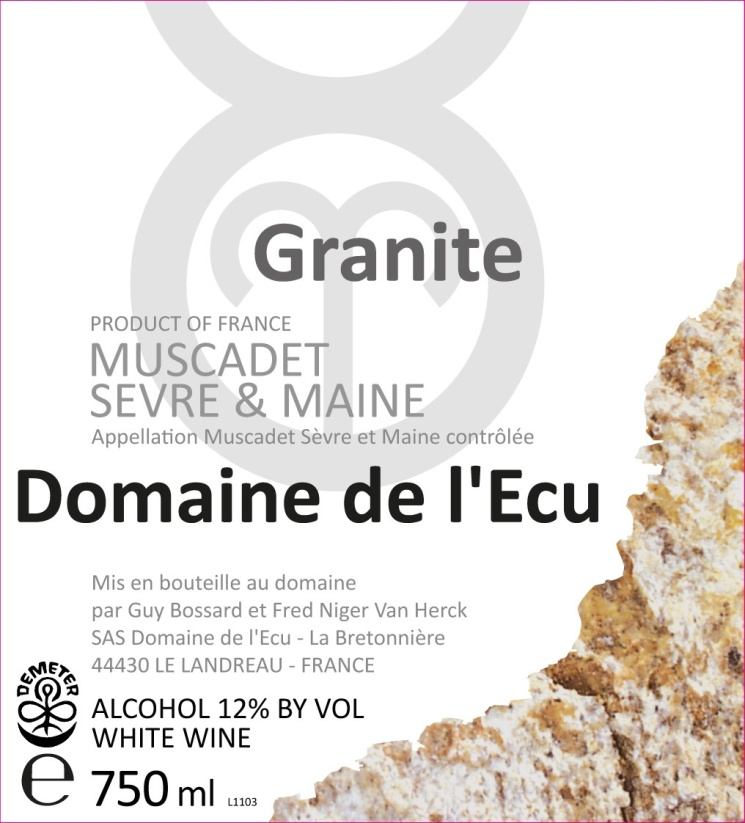 Granite
PRODUCT OF FRANCE
MUSCADET
SEVRE & MAINE
Appellation Muscadet Sèvre et Maine contrôlée
Domaine de l'Ecu
Mis en bouteille au domaine
par Guy Bossard et Fred Niger Van Herck
SAS Domaine de l'Ecu - La Bretonnière
44430 LE LANDREAU - FRANCE
DEMETER
ALCOHOL 12% BY VOL
WHITE WINE
e 750 ml L1103